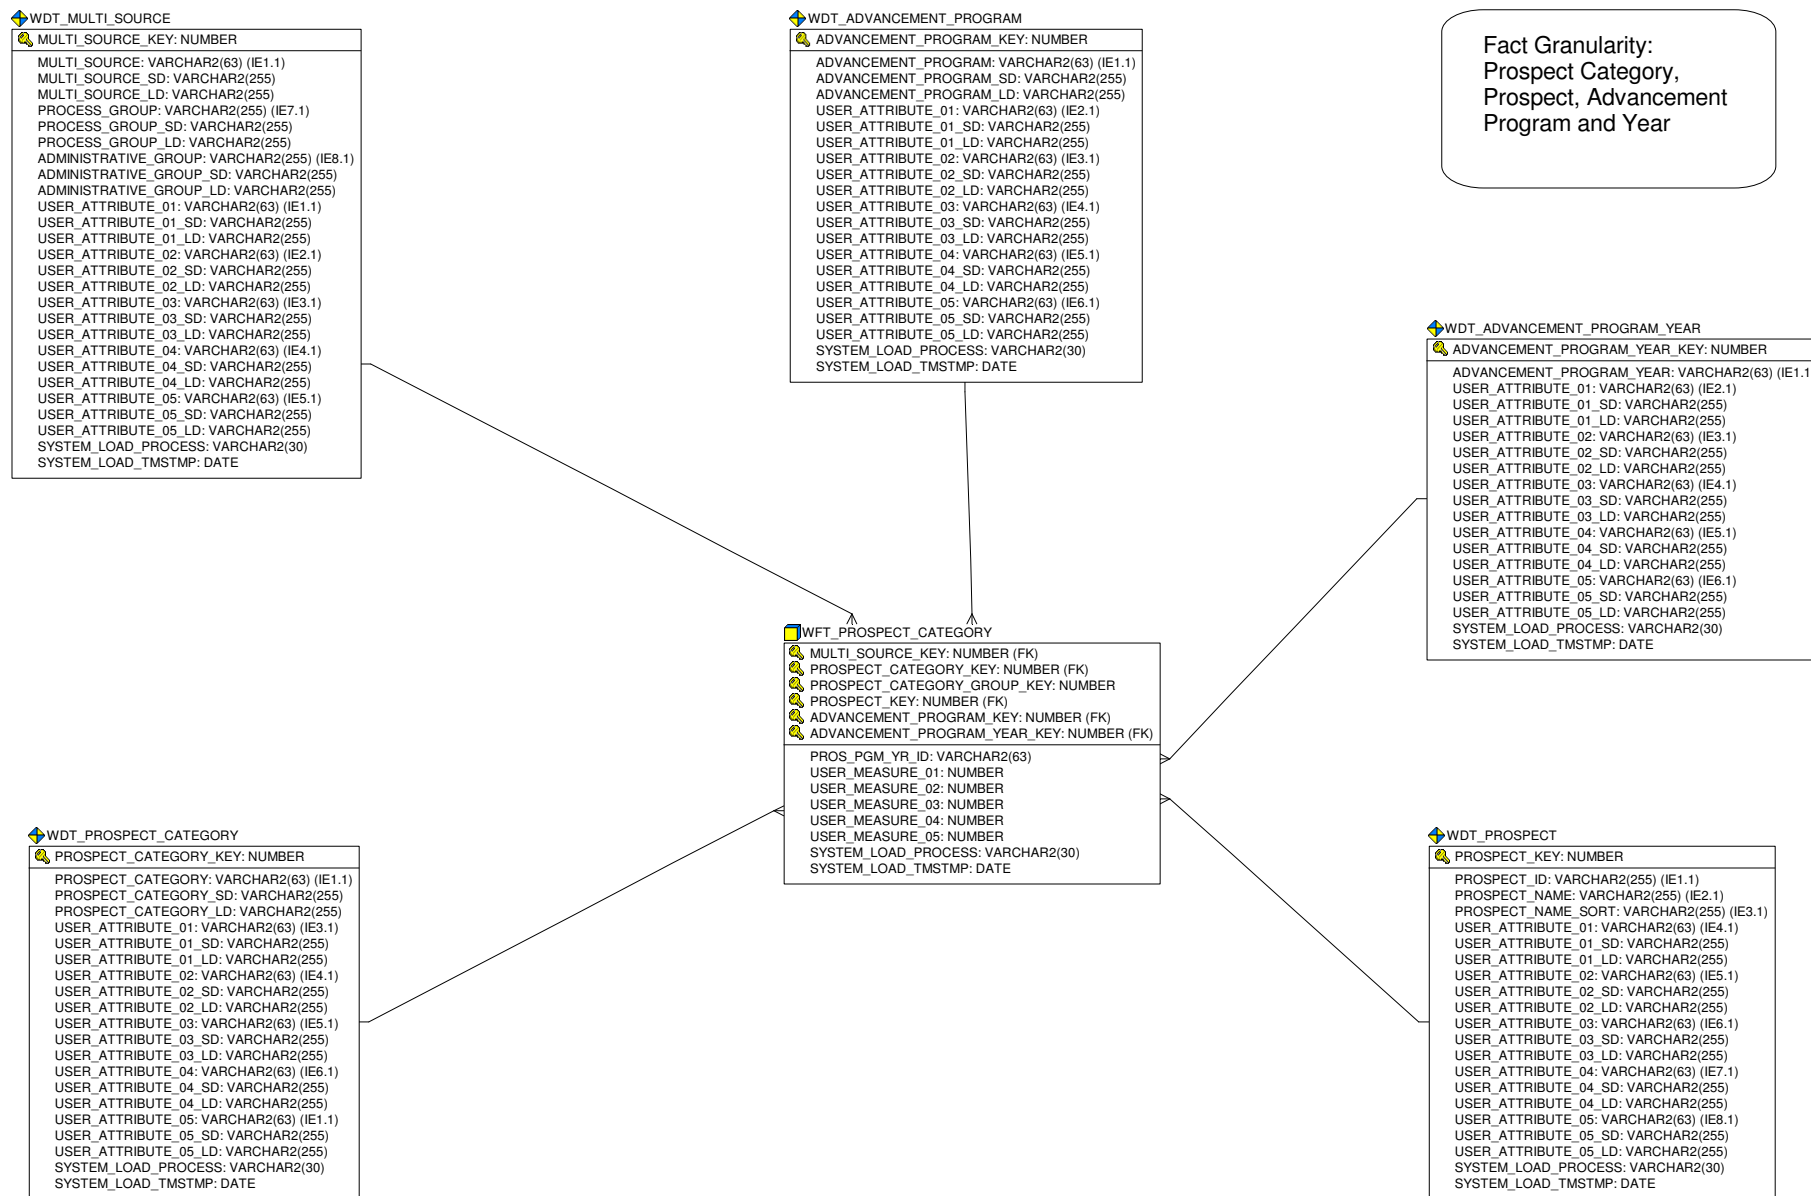 WDT_MULTI_SOURCE
MULTI_SOURCE_KEY: NUMBER
MULTI_SOURCE: VARCHAR2(63) (IE1.1)
MULTI_SOURCE_SD: VARCHAR2(255)
MULTI_SOURCE_LD: VARCHAR2(255)
PROCESS_GROUP: VARCHAR2(255) (IE7.1)
PROCESS_GROUP_SD: VARCHAR2(255)
PROCESS_GROUP_LD: VARCHAR2(255)
ADMINISTRATIVE_GROUP: VARCHAR2(255) (IE8.1)
ADMINISTRATIVE_GROUP_SD: VARCHAR2(255)
ADMINISTRATIVE_GROUP_LD: VARCHAR2(255)
USER_ATTRIBUTE_01: VARCHAR2(63) (IE1.1)
USER_ATTRIBUTE_01_SD: VARCHAR2(255)
USER_ATTRIBUTE_01_LD: VARCHAR2(255)
USER_ATTRIBUTE_02: VARCHAR2(63) (IE2.1)
USER_ATTRIBUTE_02_SD: VARCHAR2(255)
USER_ATTRIBUTE_02_LD: VARCHAR2(255)
USER_ATTRIBUTE_03: VARCHAR2(63) (IE3.1)
USER_ATTRIBUTE_03_SD: VARCHAR2(255)
USER_ATTRIBUTE_03_LD: VARCHAR2(255)
USER_ATTRIBUTE_04: VARCHAR2(63) (IE4.1)
USER_ATTRIBUTE_04_SD: VARCHAR2(255)
USER_ATTRIBUTE_04_LD: VARCHAR2(255)
USER_ATTRIBUTE_05: VARCHAR2(63) (IE5.1)
USER_ATTRIBUTE_05_SD: VARCHAR2(255)
USER_ATTRIBUTE_05_LD: VARCHAR2(255)
SYSTEM_LOAD_PROCESS: VARCHAR2(30)
SYSTEM_LOAD_TMSTMP: DATE
WDT_ADVANCEMENT_PROGRAM
ADVANCEMENT_PROGRAM_KEY: NUMBER
ADVANCEMENT_PROGRAM: VARCHAR2(63) (IE1.1)
ADVANCEMENT_PROGRAM_SD: VARCHAR2(255)
ADVANCEMENT_PROGRAM_LD: VARCHAR2(255)
USER_ATTRIBUTE_01: VARCHAR2(63) (IE2.1)
USER_ATTRIBUTE_01_SD: VARCHAR2(255)
USER_ATTRIBUTE_01_LD: VARCHAR2(255)
USER_ATTRIBUTE_02: VARCHAR2(63) (IE3.1)
USER_ATTRIBUTE_02_SD: VARCHAR2(255)
USER_ATTRIBUTE_02_LD: VARCHAR2(255)
USER_ATTRIBUTE_03: VARCHAR2(63) (IE4.1)
USER_ATTRIBUTE_03_SD: VARCHAR2(255)
USER_ATTRIBUTE_03_LD: VARCHAR2(255)
USER_ATTRIBUTE_04: VARCHAR2(63) (IE5.1)
USER_ATTRIBUTE_04_SD: VARCHAR2(255)
USER_ATTRIBUTE_04_LD: VARCHAR2(255)
USER_ATTRIBUTE_05: VARCHAR2(63) (IE6.1)
USER_ATTRIBUTE_05_SD: VARCHAR2(255)
USER_ATTRIBUTE_05_LD: VARCHAR2(255)
SYSTEM_LOAD_PROCESS: VARCHAR2(30)
SYSTEM_LOAD_TMSTMP: DATE
Fact Granularity:
Prospect Category,
Prospect, Advancement
Program and Year
WDT_ADVANCEMENT_PROGRAM_YEAR
ADVANCEMENT_PROGRAM_YEAR_KEY: NUMBER
ADVANCEMENT_PROGRAM_YEAR: VARCHAR2(63) (IE1.1
USER_ATTRIBUTE_01: VARCHAR2(63) (IE2.1)
USER_ATTRIBUTE_01_SD: VARCHAR2(255)
USER_ATTRIBUTE_01_LD: VARCHAR2(255)
USER_ATTRIBUTE_02: VARCHAR2(63) (IE3.1)
USER_ATTRIBUTE_02_SD: VARCHAR2(255)
USER_ATTRIBUTE_02_LD: VARCHAR2(255)
USER_ATTRIBUTE_03: VARCHAR2(63) (IE4.1)
USER_ATTRIBUTE_03_SD: VARCHAR2(255)
USER_ATTRIBUTE_03_LD: VARCHAR2(255)
USER_ATTRIBUTE_04: VARCHAR2(63) (IE5.1)
USER_ATTRIBUTE_04_SD: VARCHAR2(255)
USER_ATTRIBUTE_04_LD: VARCHAR2(255)
USER_ATTRIBUTE_05: VARCHAR2(63) (IE6.1)
USER_ATTRIBUTE_05_SD: VARCHAR2(255)
USER_ATTRIBUTE_05_LD: VARCHAR2(255)
SYSTEM_LOAD_PROCESS: VARCHAR2(30)
SYSTEM_LOAD_TMSTMP: DATE
WFT_PROSPECT_CATEGORY
MULTI_SOURCE_KEY: NUMBER (FK)
PROSPECT_CATEGORY_KEY: NUMBER (FK)
PROSPECT_CATEGORY_GROUP_KEY: NUMBER
PROSPECT_KEY: NUMBER (FK)
ADVANCEMENT_PROGRAM_KEY: NUMBER (FK)
ADVANCEMENT_PROGRAM_YEAR_KEY: NUMBER (FK)
PROS_PGM_YR_ID: VARCHAR2(63)
USER_MEASURE_01: NUMBER
USER_MEASURE_02: NUMBER
USER_MEASURE_03: NUMBER
USER_MEASURE_04: NUMBER
USER_MEASURE_05: NUMBER
SYSTEM_LOAD_PROCESS: VARCHAR2(30)
SYSTEM_LOAD_TMSTMP: DATE
WDT_PROSPECT_CATEGORY
PROSPECT_CATEGORY_KEY: NUMBER
PROSPECT_CATEGORY: VARCHAR2(63) (IE1.1)
PROSPECT_CATEGORY_SD: VARCHAR2(255)
PROSPECT_CATEGORY_LD: VARCHAR2(255)
USER_ATTRIBUTE_01: VARCHAR2(63) (IE3.1)
USER_ATTRIBUTE_01_SD: VARCHAR2(255)
USER_ATTRIBUTE_01_LD: VARCHAR2(255)
USER_ATTRIBUTE_02: VARCHAR2(63) (IE4.1)
USER_ATTRIBUTE_02_SD: VARCHAR2(255)
USER_ATTRIBUTE_02_LD: VARCHAR2(255)
USER_ATTRIBUTE_03: VARCHAR2(63) (IE5.1)
USER_ATTRIBUTE_03_SD: VARCHAR2(255)
USER_ATTRIBUTE_03_LD: VARCHAR2(255)
USER_ATTRIBUTE_04: VARCHAR2(63) (IE6.1)
USER_ATTRIBUTE_04_SD: VARCHAR2(255)
USER_ATTRIBUTE_04_LD: VARCHAR2(255)
USER_ATTRIBUTE_05: VARCHAR2(63) (IE1.1)
USER_ATTRIBUTE_05_SD: VARCHAR2(255)
USER_ATTRIBUTE_05_LD: VARCHAR2(255)
SYSTEM_LOAD_PROCESS: VARCHAR2(30)
SYSTEM_LOAD_TMSTMP: DATE
WDT_PROSPECT
PROSPECT_KEY: NUMBER
PROSPECT_ID: VARCHAR2(255) (IE1.1)
PROSPECT_NAME: VARCHAR2(255) (IE2.1)
PROSPECT_NAME_SORT: VARCHAR2(255) (IE3.1)
USER_ATTRIBUTE_01: VARCHAR2(63) (IE4.1)
USER_ATTRIBUTE_01_SD: VARCHAR2(255)
USER_ATTRIBUTE_01_LD: VARCHAR2(255)
USER_ATTRIBUTE_02: VARCHAR2(63) (IE5.1)
USER_ATTRIBUTE_02_SD: VARCHAR2(255)
USER_ATTRIBUTE_02_LD: VARCHAR2(255)
USER_ATTRIBUTE_03: VARCHAR2(63) (IE6.1)
USER_ATTRIBUTE_03_SD: VARCHAR2(255)
USER_ATTRIBUTE_03_LD: VARCHAR2(255)
USER_ATTRIBUTE_04: VARCHAR2(63) (IE7.1)
USER_ATTRIBUTE_04_SD: VARCHAR2(255)
USER_ATTRIBUTE_04_LD: VARCHAR2(255)
USER_ATTRIBUTE_05: VARCHAR2(63) (IE8.1)
USER_ATTRIBUTE_05_SD: VARCHAR2(255)
USER_ATTRIBUTE_05_LD: VARCHAR2(255)
SYSTEM_LOAD_PROCESS: VARCHAR2(30)
SYSTEM_LOAD_TMSTMP: DATE